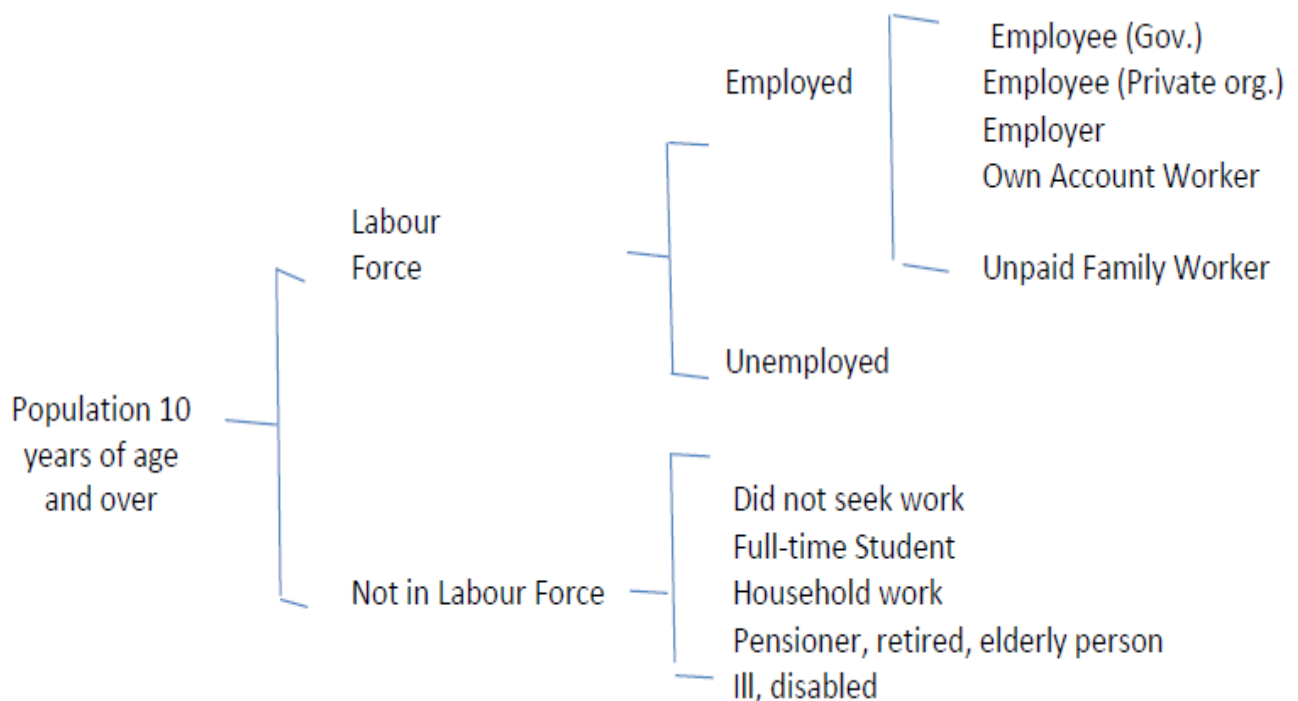 Employee (Gov.)
Employed
Employee (Private org.)
Employer
Own Account Worker
Labour
Force
Unpaid Family Worker
Unemployed
Population 10
years of age
and over
Did not seek work
Full-time Student
Not in Labour Force
Household work
Pensioner, retired, elderly person
Ill, disabled